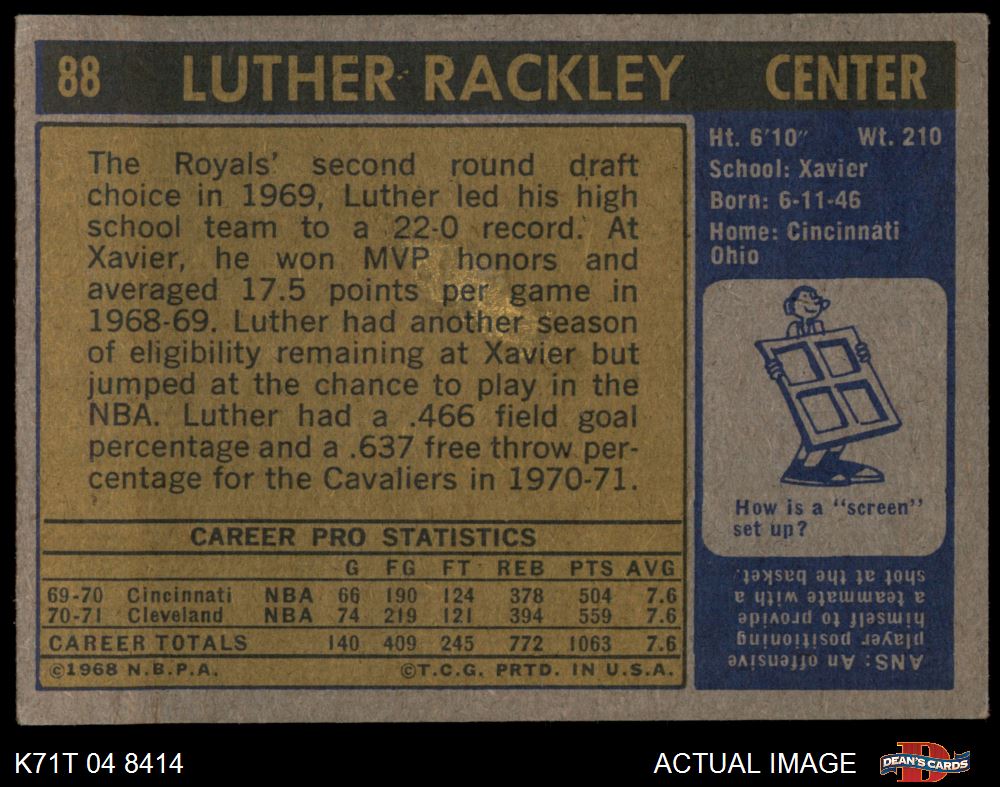 88 LUTHER RACKLEY CENTER
The Royals' second round draft
choice in 1969, Luther led his high
school team to a 22-0 record. At
Xavier, he won MVP honors and
averaged 17.5 points per game in
1968-69. Luther had another season
of eligibility remaining at Xavier but
jumped at the chance to play in the
NBA. Luther had a .466 field goal
percentage and a .637 free throw per-
centage for the Cavaliers in 1970-71.
CAREER PRO STATISTICS
G FG FT REB PTS AVG
69-70 Cincinnati NBA 66 190 124 378 504 7.6
70-71 Cleveland NBA 74 219 121 394 559 7.6
CAREER TOTALS 140 409 245 772 1063 7.6
©1968 N.B.P.A. ©T.C.G. PRTD. IN U.S.A.
Ht. 6'10" Wt. 210
School: Xavier
Born: 6-11-46
Home: Cincinnati
Ohio
How is a "screen"
set up?
ANS: An offensive
player positioning
himself to provide
a teammate with a
shot at the basket.
K71T 04 8414 ACTUAL IMAGE DEAN'S CARDS